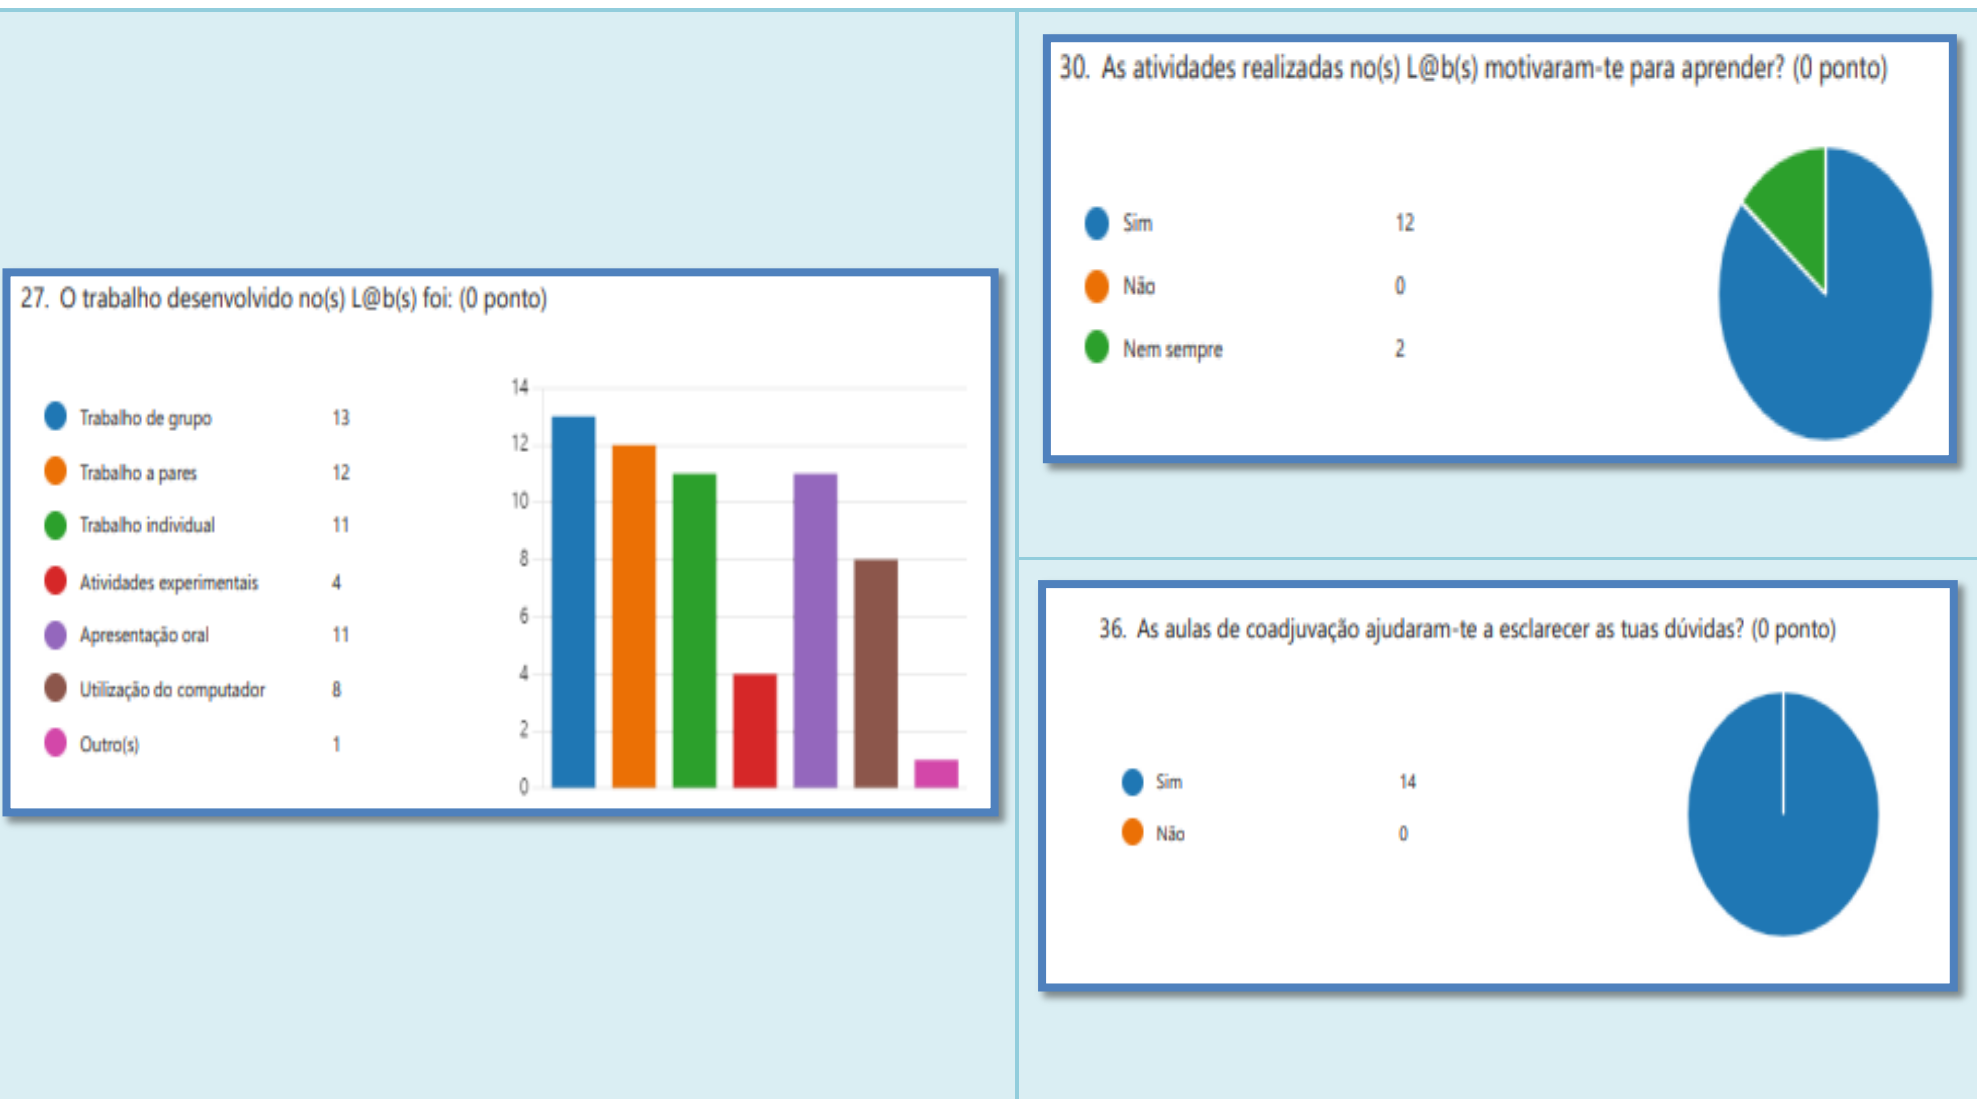 27. O trabalho desenvolvido no(s) L@b(s) foi: (0 ponto)
Trabalho de grupo 13
Trabalho a pares 12
Trabalho individual 11
Atividades experimentais 4
Apresentação oral 11
Utilização do computador 8
Outro(s) 1
14
12
10
8
6
4
2
0
30. As atividades realizadas no(s) L@b(s) motivaram-te para aprender? (0 ponto)
Sim 12
Não 0
Nem sempre 2
36. As aulas de coadjuvação ajudaram-te a esclarecer as tuas dúvidas? (0 ponto)
Sim 14
Não 0